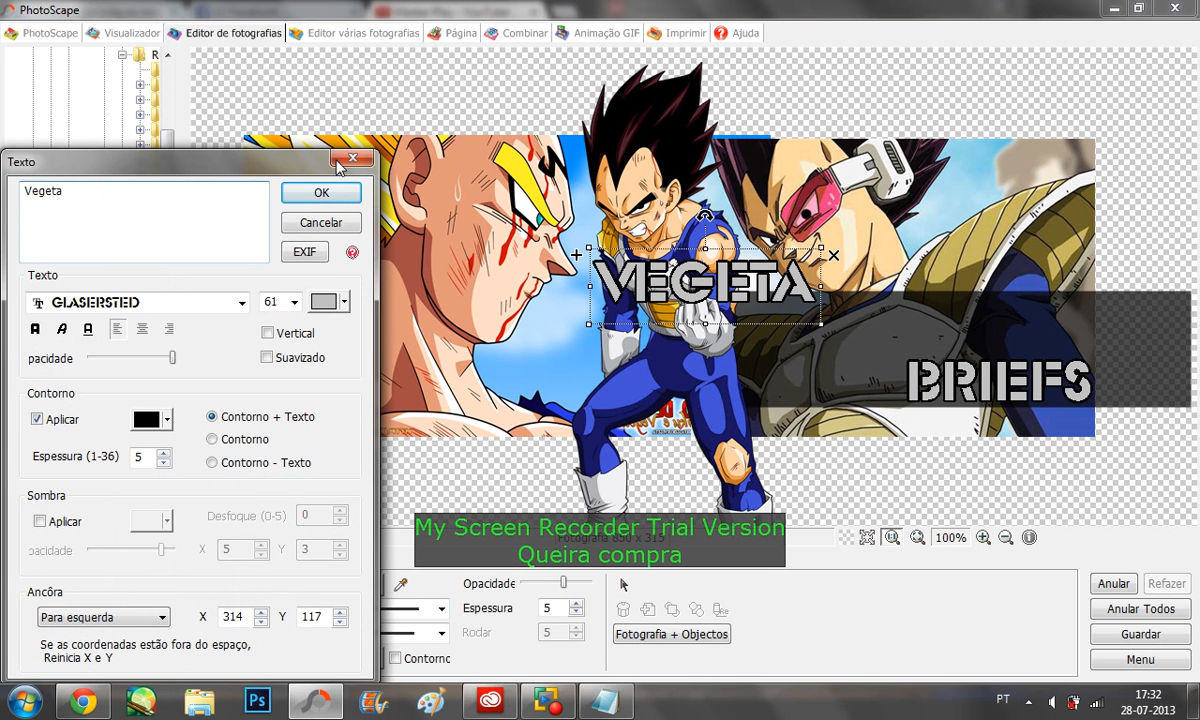 PhotoScape
PhotoScape
Visualizador
Editor de fotografias
Editor várias fotografias
Página
Combinar
Animação GIF
Imprimir
Ajuda
R
Texto
Vegeta
OK
Cancelar
EXIF
Texto
GLASERSTED
61
Vertical
pacidade
Suavizado
Contorno
Aplicar
Contorno + Texto
Contorno
Espessura (1-36)
5
Contorno - Texto
Sombra
Aplicar
Desfoque (0-5)
0
pacidade
X
5
Y
3
Ancôra
Para esquerda
X
314
Y
117
Se as coordenadas estão fora do espaço,
Reinicia X e Y
VEGETA
BRIEFS
My Screen Recorder Trial Version
Queira compra
Fotografia 850 x 315
100%
Opacidade
Espessura
5
Rodar
5
Contorno
Fotografia + Objectos
Anular
Refazer
Anular Todos
Guardar
Menu
Ps
PT
17:32
28-07-2013